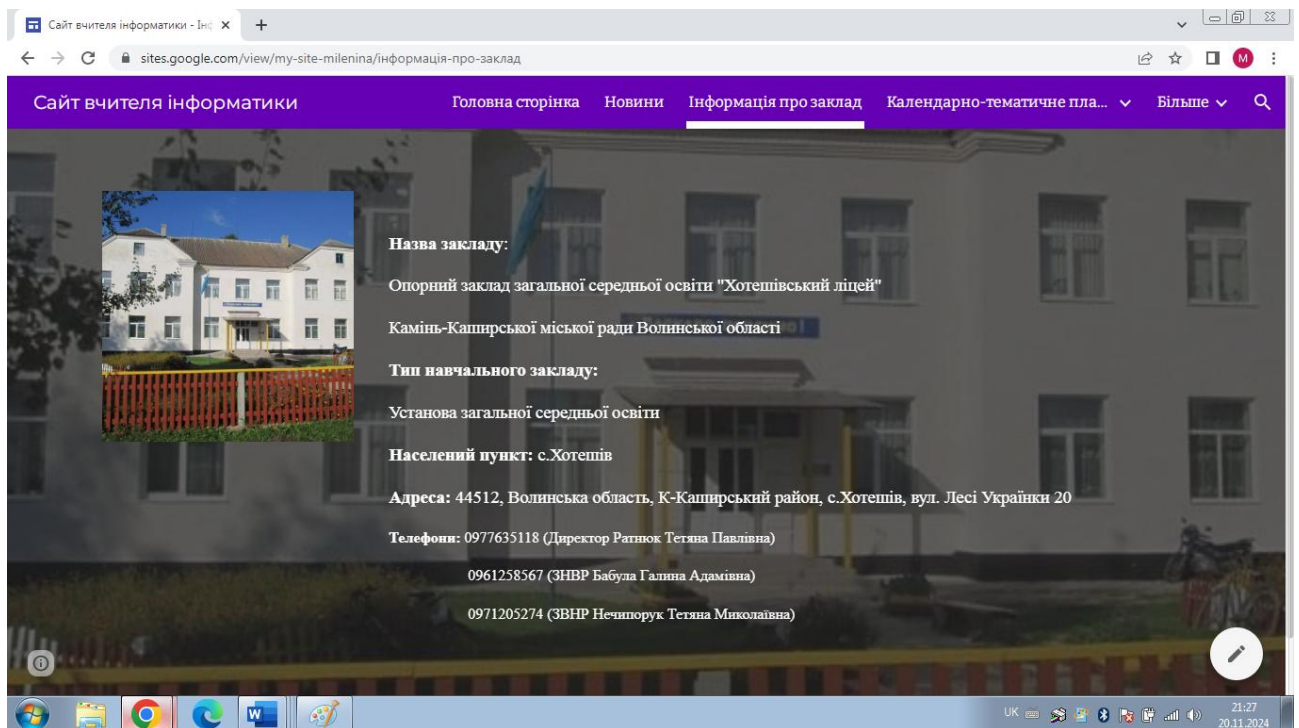 Сайт вчителя інформатики - Інф
sites.google.com/view/my-site-milenina/інформація-про-заклад
M
Сайт вчителя інформатики
Головна сторінка Новини Інформація про заклад Календарно-тематичне пла... Більше
Назва закладу:
Опорний заклад загальної середньої освіти "Хотешівський ліцей"
Камінь-Каширської міської ради Волинської області
Тип навчального закладу:
Установа загальної середньої освіти
Населений пункт: с.Хотешів
Адреса: 44512, Волинська область, К-Каширський район, с.Хотешів, вул. Лесі Українки 20
Телефони: 0977635118 (Директор Ратнюк Тетяна Павлівна)
0961258567 (ЗНВР Бабула Галина Адамівна)
0971205274 (ЗВНР Нечипорук Тетяна Миколаївна)
UK
21:27
20.11.2024